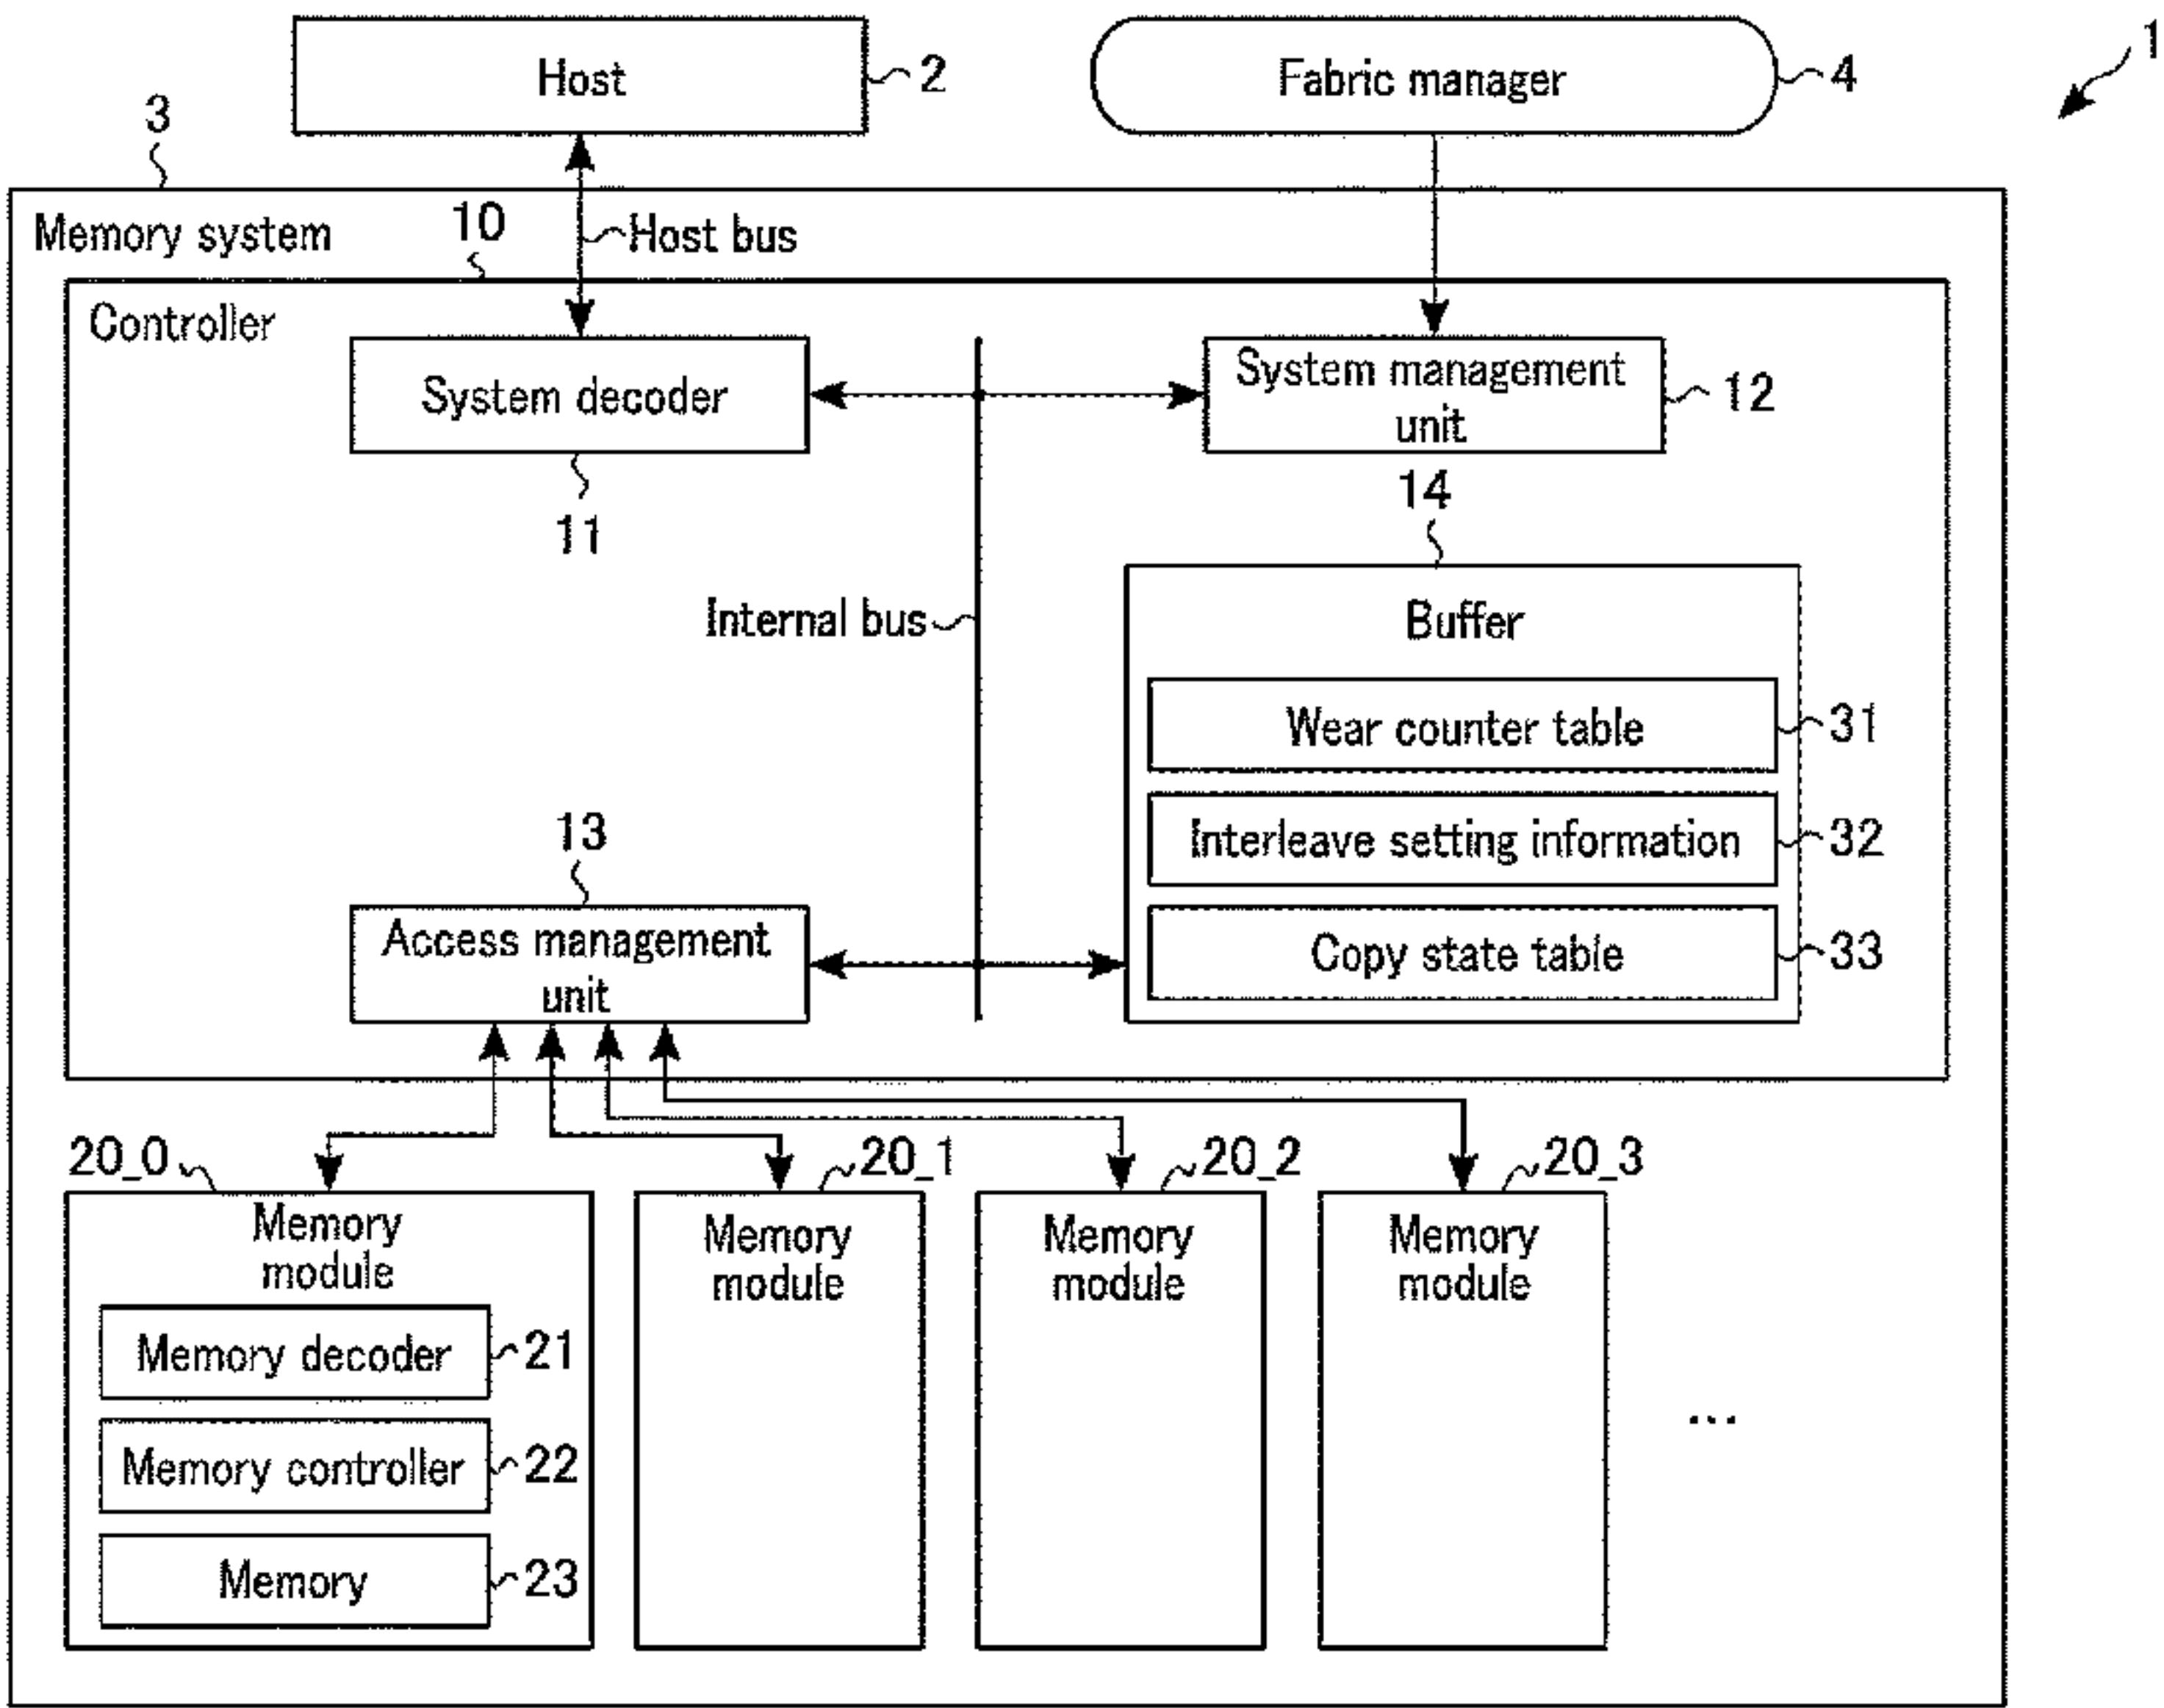 1
Host
2
Fabric manager
4
3
Memory system
10
Host bus
Controller
System decoder
11
System management
unit
12
14
Internal bus
Buffer
Wear counter table
31
Interleave setting information
32
Copy state table
33
13
Access management
unit
20_0
20_1
20_2
20_3
Memory
module
Memory decoder
21
Memory controller
22
Memory
23
Memory
module
Memory
module
Memory
module
...